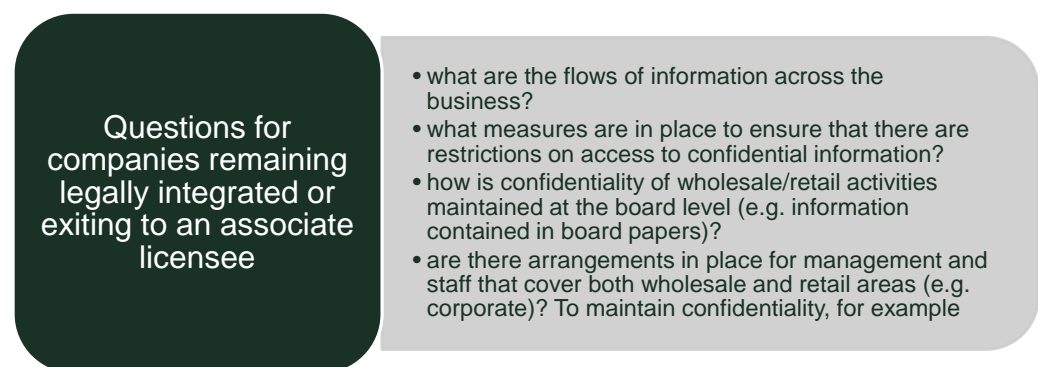 Questions for
companies remaining
legally integrated or
exiting to an associate
licensee
• what are the flows of information across the
business?
• what measures are in place to ensure that there are
restrictions on access to confidential information?
• how is confidentiality of wholesale/retail activities
maintained at the board level (e.g. information
contained in board papers)?
• are there arrangements in place for management and
staff that cover both wholesale and retail areas (e.g.
corporate)? To maintain confidentiality, for example